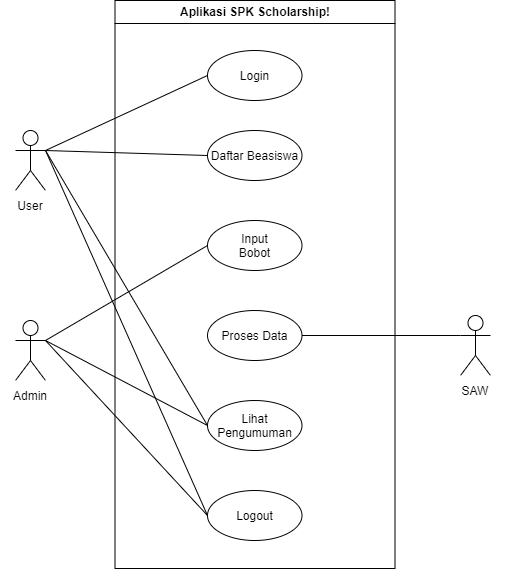 Aplikasi SPK Scholarship!
Login
Daftar Beasiswa
User
Input
Bobot
Proses Data
Admin
SAW
Lihat
Pengumuman
Logout